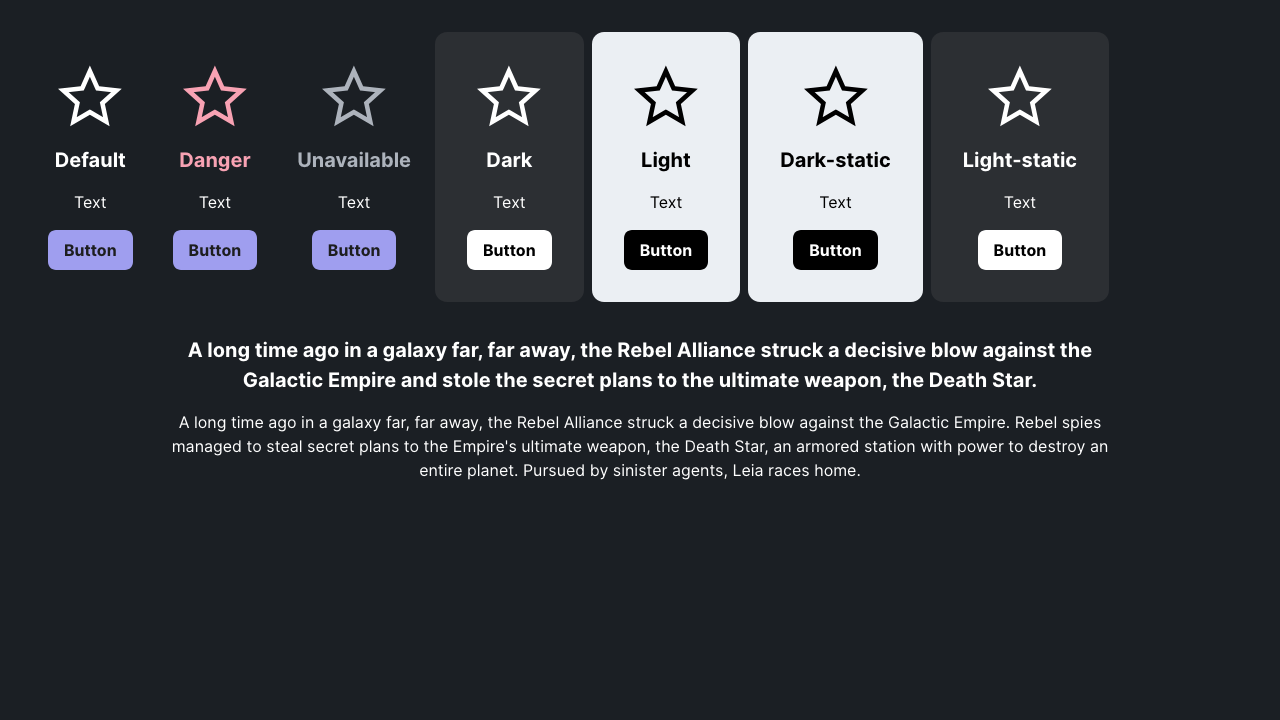 Default
Text
Button
Danger
Text
Button
Unavailable
Text
Button
Dark
Text
Button
Light
Text
Button
Dark-static
Text
Button
Light-static
Text
Button
A long time ago in a galaxy far, far away, the Rebel Alliance struck a decisive blow against the
Galactic Empire and stole the secret plans to the ultimate weapon, the Death Star.
A long time ago in a galaxy far, far away, the Rebel Alliance struck a decisive blow against the Galactic Empire. Rebel spies
managed to steal secret plans to the Empire's ultimate weapon, the Death Star, an armored station with power to destroy an
entire planet. Pursued by sinister agents, Leia races home.